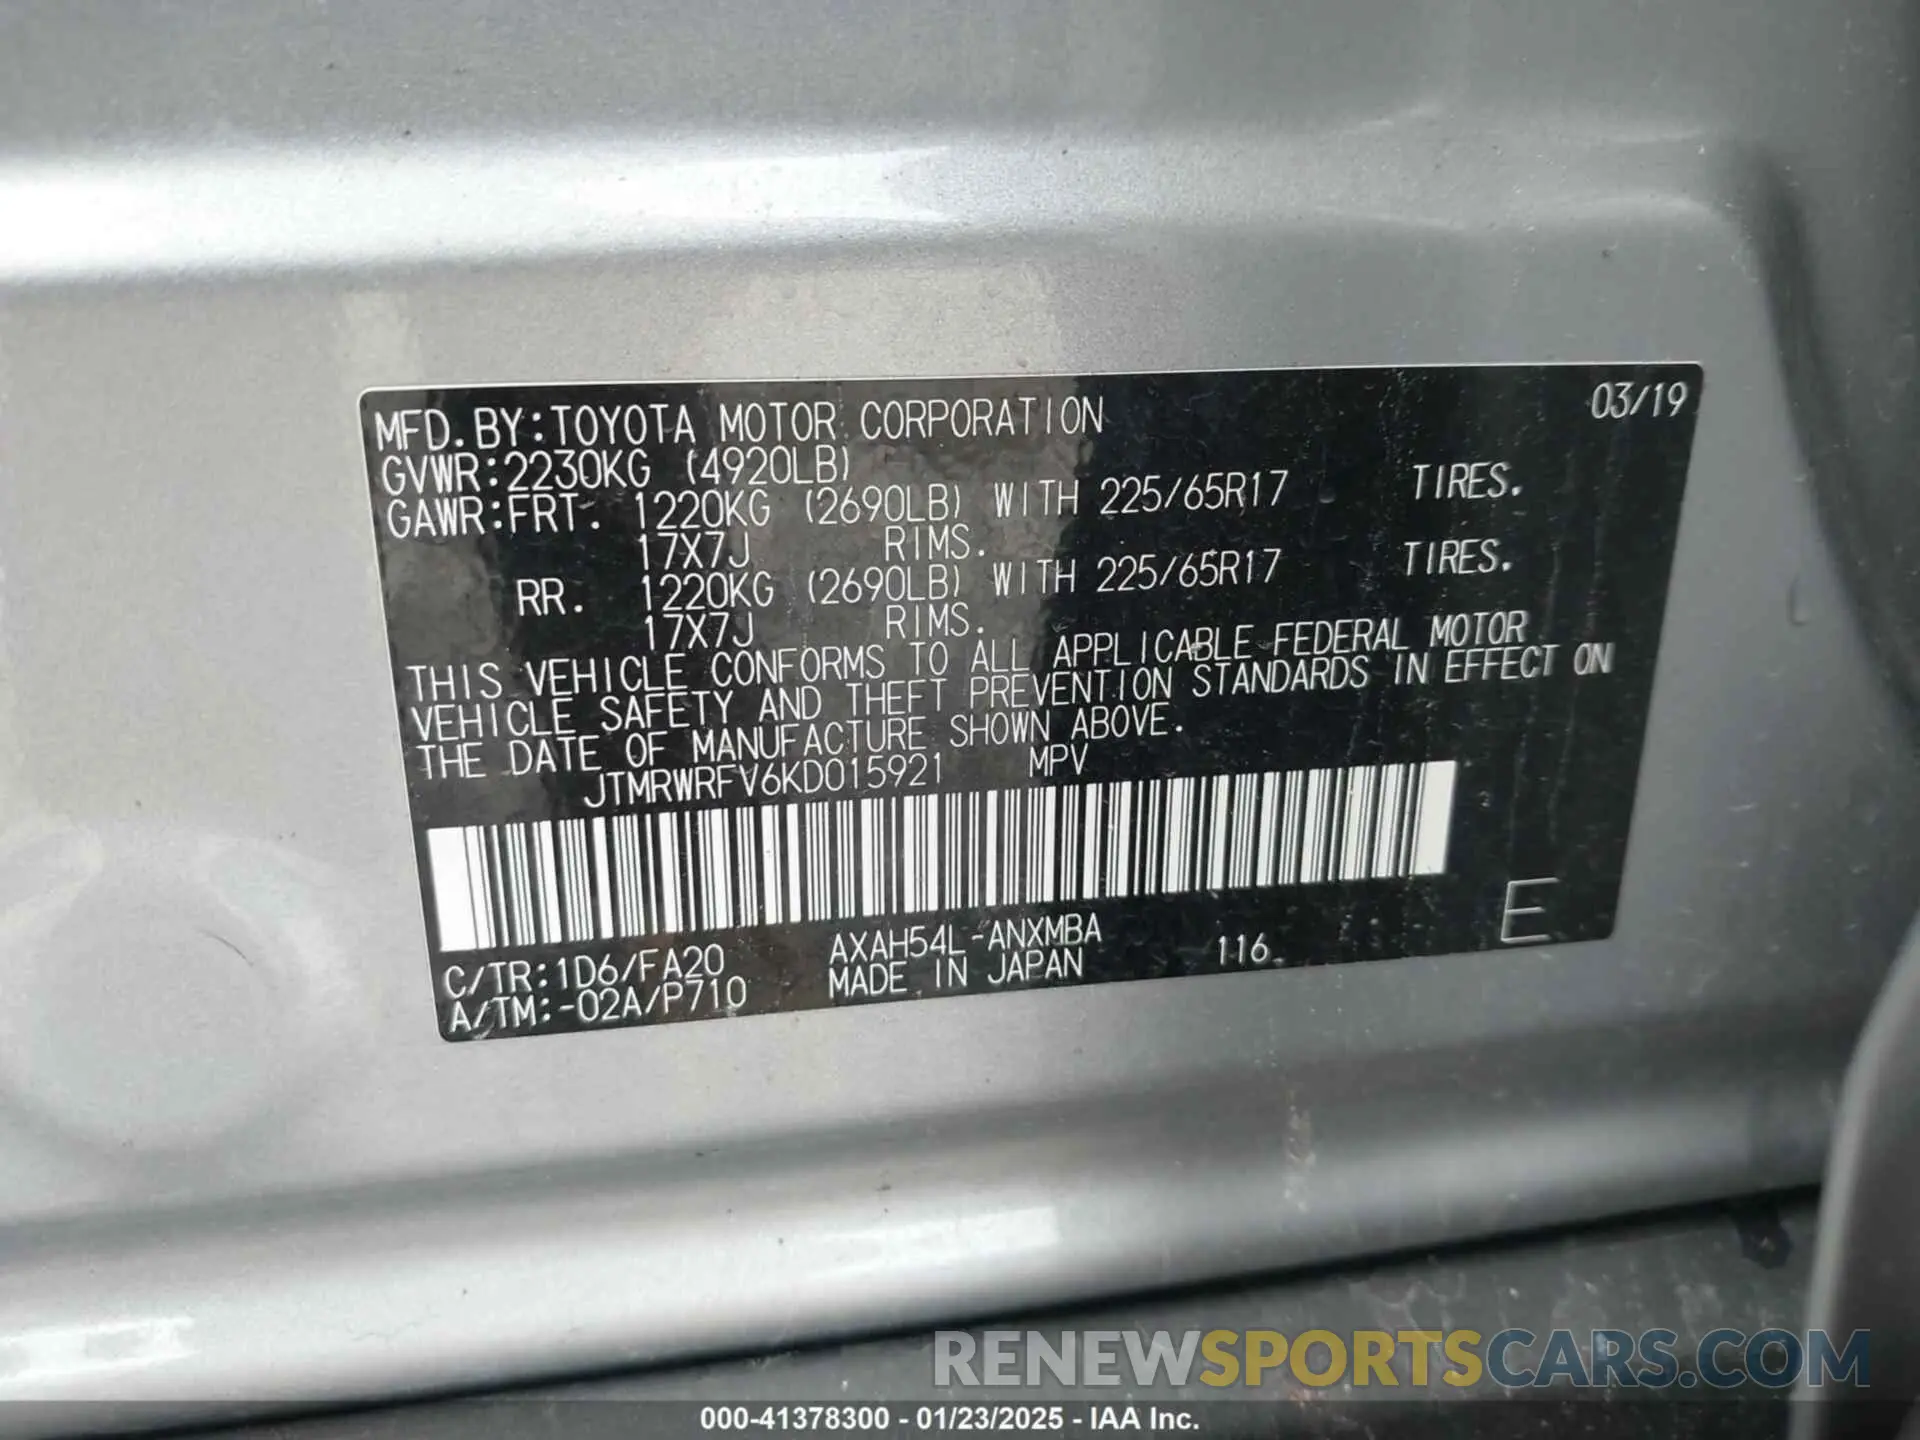 03/19
MFD. BY: TOYOTA MOTOR CORPORATION
GVWR: 2230KG (4920LB)
GAWR: FRT. 1220KG (2690LB) WITH 225/65R17 TIRES.
17X7J RIMS.
RR. 1220KG (2690LB) WITH 225/65R17 TIRES.
17X7J RIMS.
THIS VEHICLE CONFORMS TO ALL APPLICABLE FEDERAL MOTOR
VEHICLE SAFETY AND THEFT PREVENTION STANDARDS IN EFFECT ON
THE DATE OF MANUFACTURE SHOWN ABOVE.
JTMRWRFV6KD015921 MPV
C/TR: 1D6/FA20 AXAH54L-ANXMBA 116 E
A/TM: -02A/P710 MADE IN JAPAN
RENEWSPORTSCARS.COM
000-41378300 - 01/23/2025 - IAA Inc.